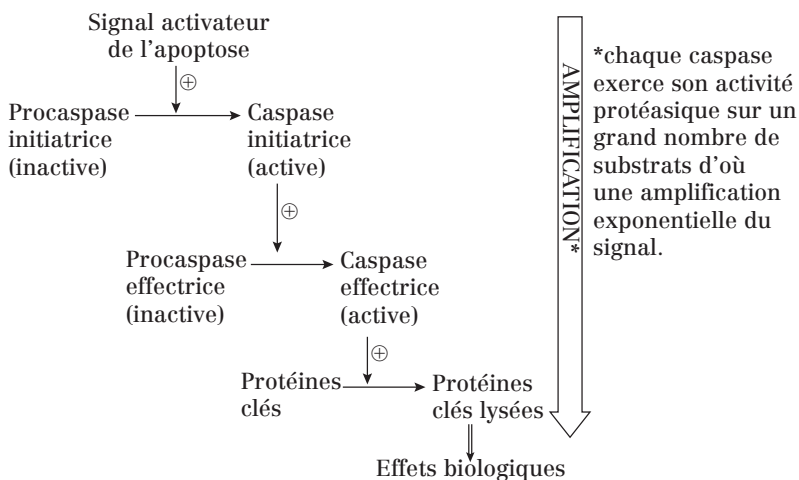 Signal activateur
de l'apoptose
⊕
Procaspase
initiatrice
(inactive)
Caspase
initiatrice
(active)
⊕
Procaspase
effectrice
(inactive)
Caspase
effectrice
(active)
⊕
Protéines
clés
Protéines
clés lysées
Effets biologiques
AMPLIFICATION*
*chaque caspase
exerce son activité
protéasique sur un
grand nombre de
substrats d'où
une amplification
exponentielle du
signal.